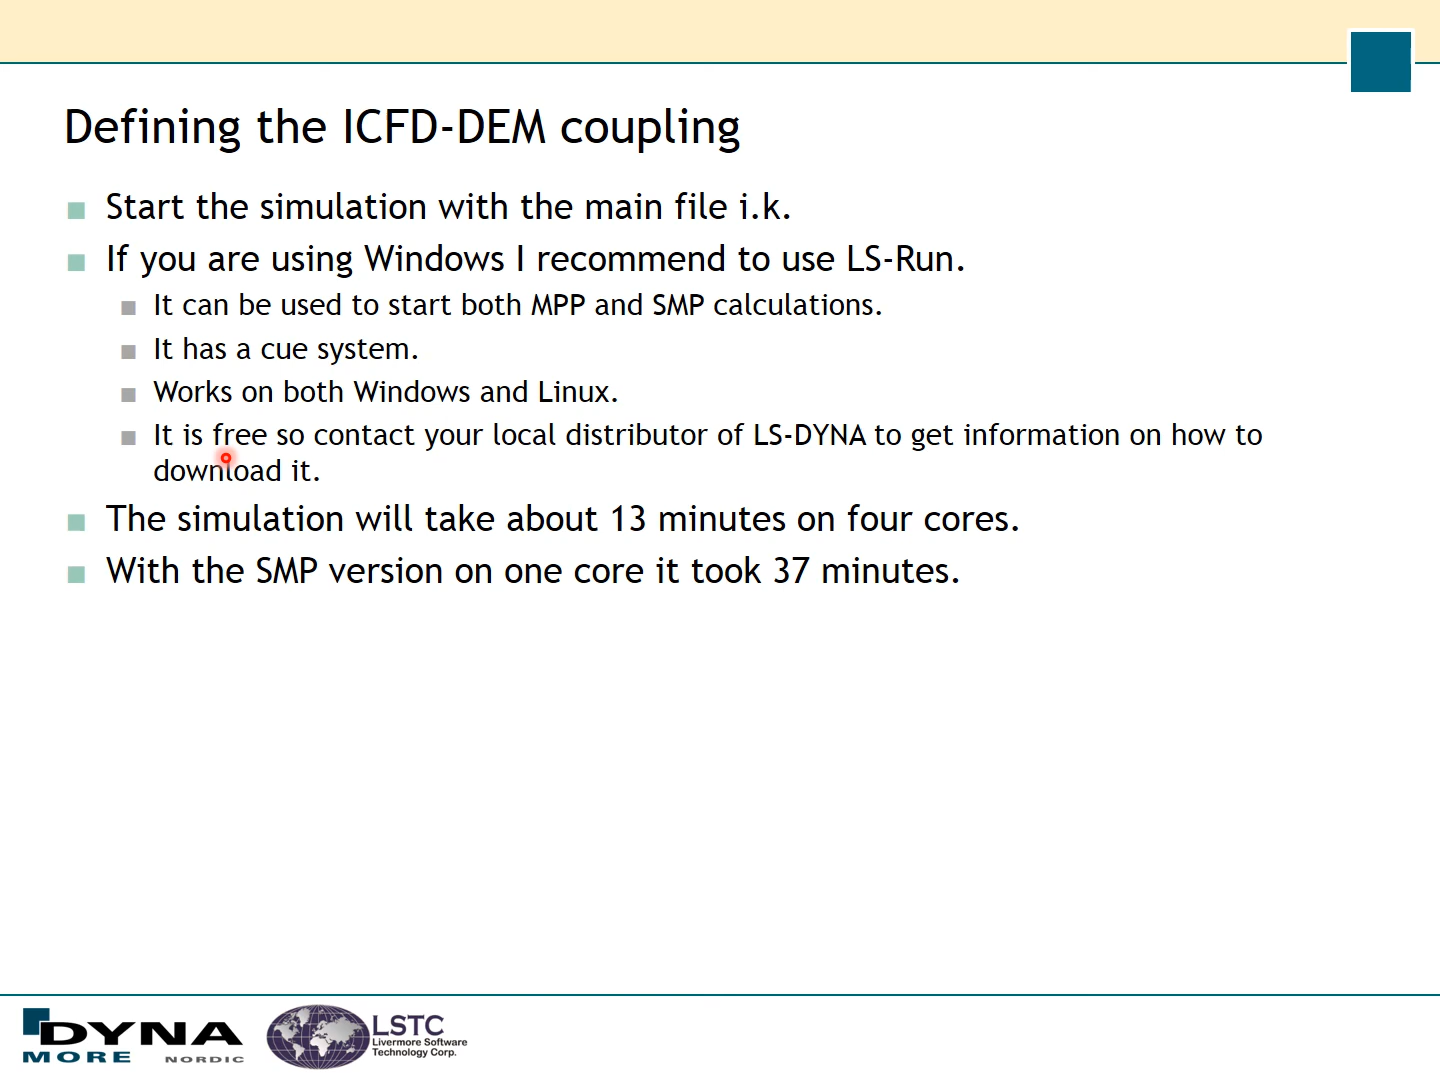 Defining the ICFD-DEM coupling
Start the simulation with the main file i.k.
If you are using Windows I recommend to use LS-Run.
It can be used to start both MPP and SMP calculations.
It has a cue system.
Works on both Windows and Linux.
It is free so contact your local distributor of LS-DYNA to get information on how to
download it.
The simulation will take about 13 minutes on four cores.
With the SMP version on one core it took 37 minutes.
DYNA
MORE NORDIC
LSTC
Livermore Software
Technology Corp.